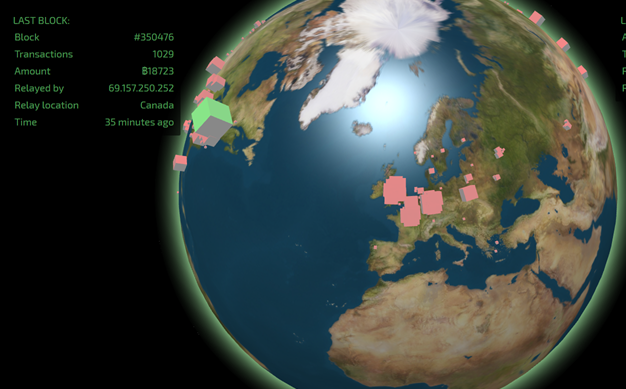 LAST BLOCK:
Block #350476
Transactions 1029
Amount ฿18723
Relayed by 69.157.250.252
Relay location Canada
Time 35 minutes ago